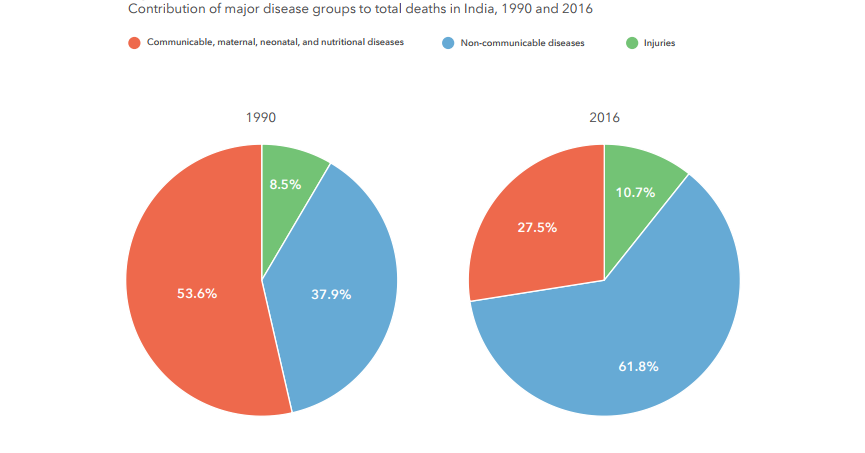 Contribution of major disease groups to total deaths in India, 1990 and 2016
Communicable, maternal, neonatal, and nutritional diseases
Non-communicable diseases
Injuries
1990
8.5%
53.6%
37.9%
2016
10.7%
27.5%
61.8%